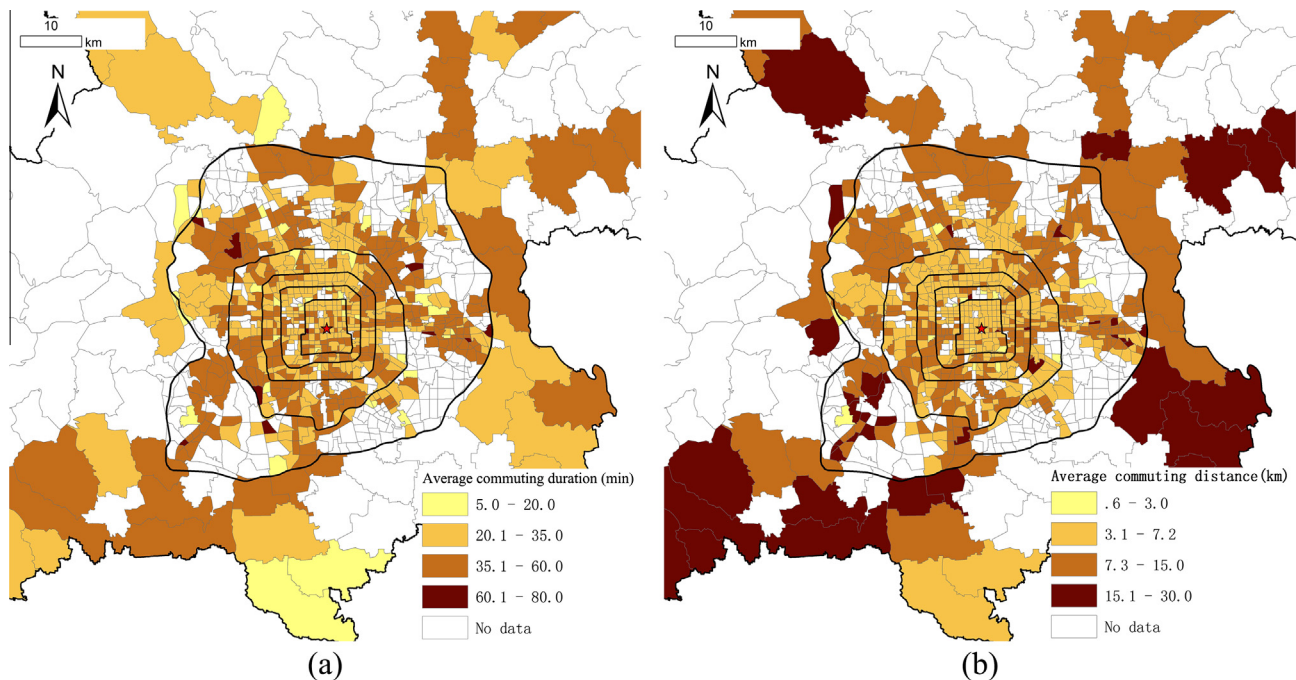 10
km
N
Average commuting duration (min)
5.0 - 20.0
20.1 - 35.0
35.1 - 60.0
60.1 - 80.0
No data
(a)
10
km
N
Average commuting distance(km)
.6 - 3.0
3.1 - 7.2
7.3 - 15.0
15.1 - 30.0
No data
(b)